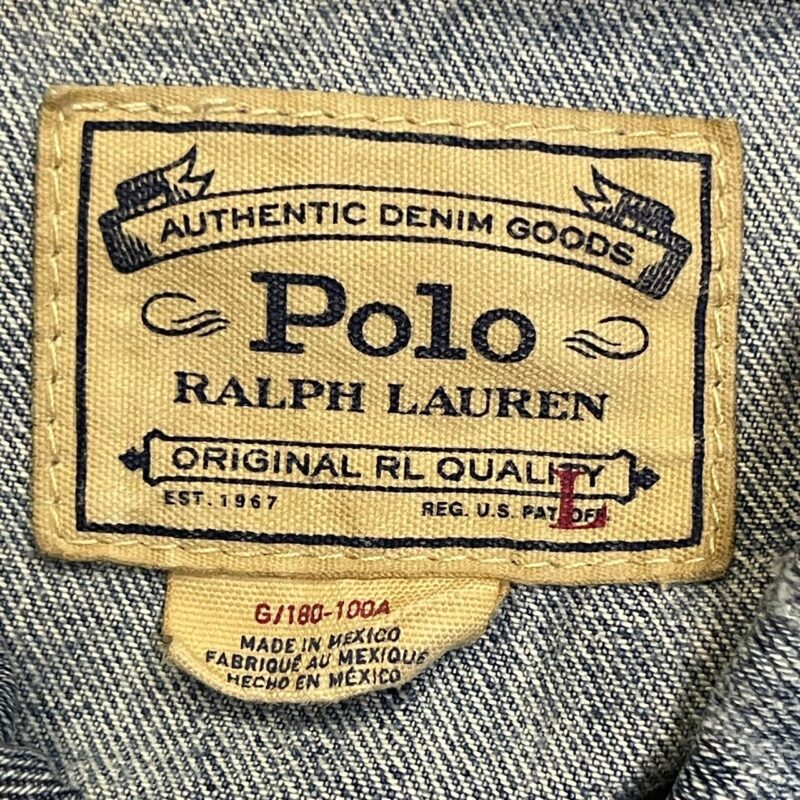 AUTHENTIC DENIM GOODS
Polo
RALPH LAUREN
ORIGINAL RL QUALITY
EST. 1967 REG. U.S. PAT. OFF.
L
G/180-100A
MADE IN MEXICO
FABRIQUÉ AU MEXIQUE
HECHO EN MÉXICO